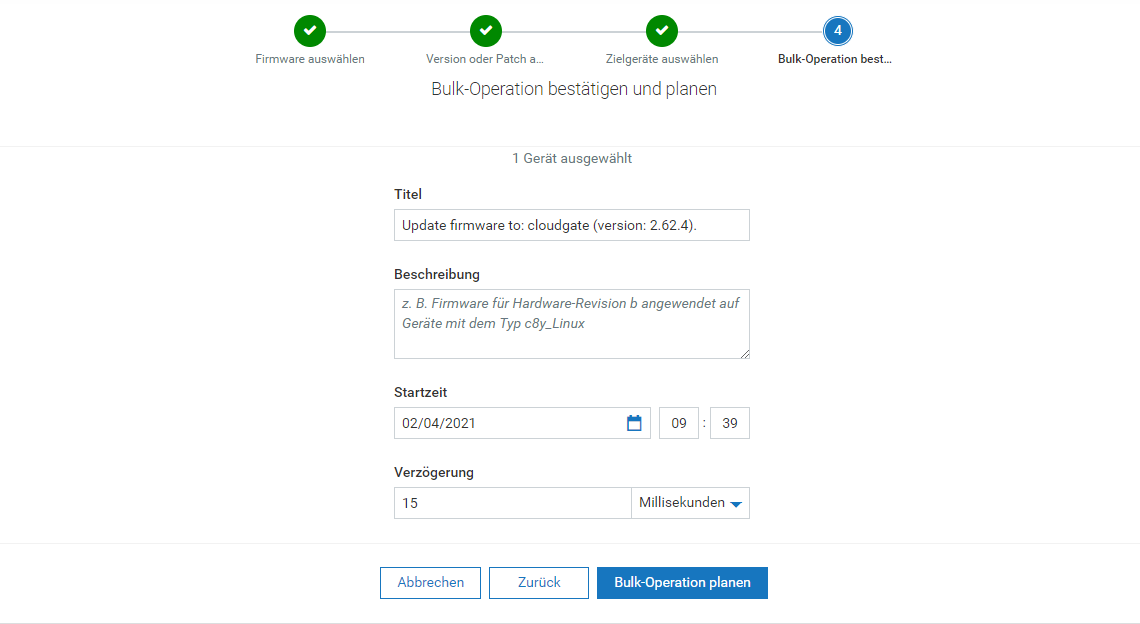 4
Firmware auswählen
Version oder Patch a...
Zielgeräte auswählen
Bulk-Operation best...
Bulk-Operation bestätigen und planen
1 Gerät ausgewählt
Titel
Update firmware to: cloudgate (version: 2.62.4).
Beschreibung
z. B. Firmware für Hardware-Revision b angewendet auf
Geräte mit dem Typ c8y_Linux
Startzeit
02/04/2021 09 : 39
Verzögerung
15 Millisekunden
Abbrechen Zurück Bulk-Operation planen